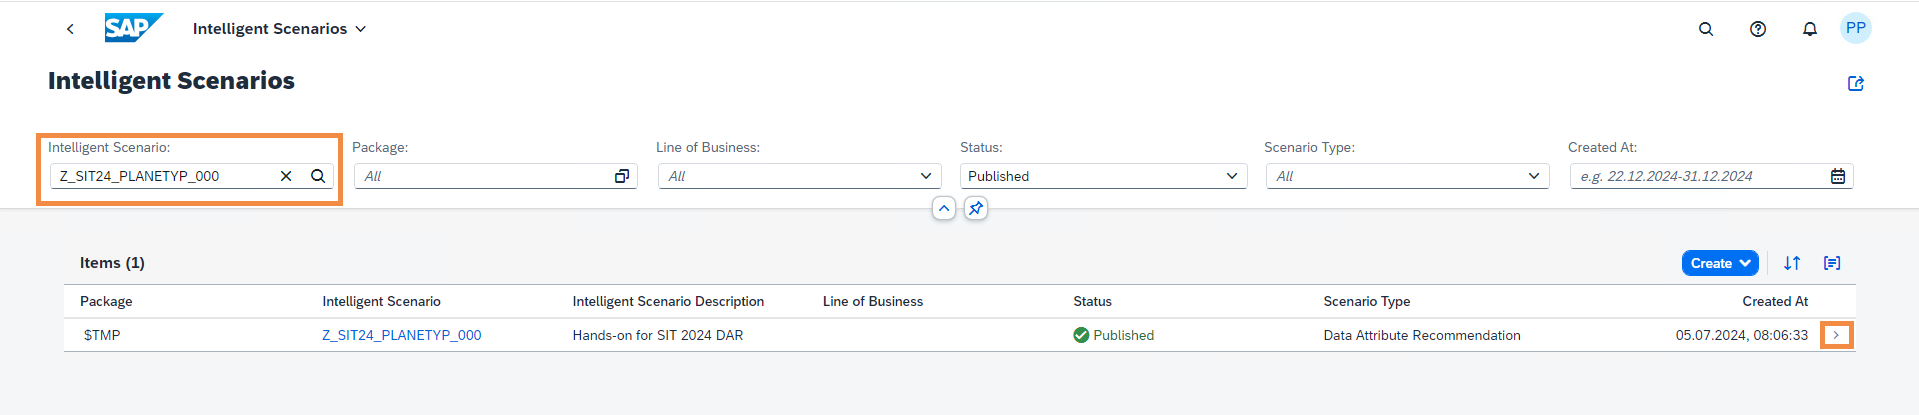 SAP Intelligent Scenarios PP
Intelligent Scenarios
Intelligent Scenario: Package: Line of Business: Status: Scenario Type: Created At:
Z_SIT24_PLANETYP_000 All All Published All e.g. 22.12.2024-31.12.2024
Items (1) Create
Package Intelligent Scenario Intelligent Scenario Description Line of Business Status Scenario Type Created At
$TMP Z_SIT24_PLANETYP_000 Hands-on for SIT 2024 DAR Published Data Attribute Recommendation 05.07.2024, 08:06:33